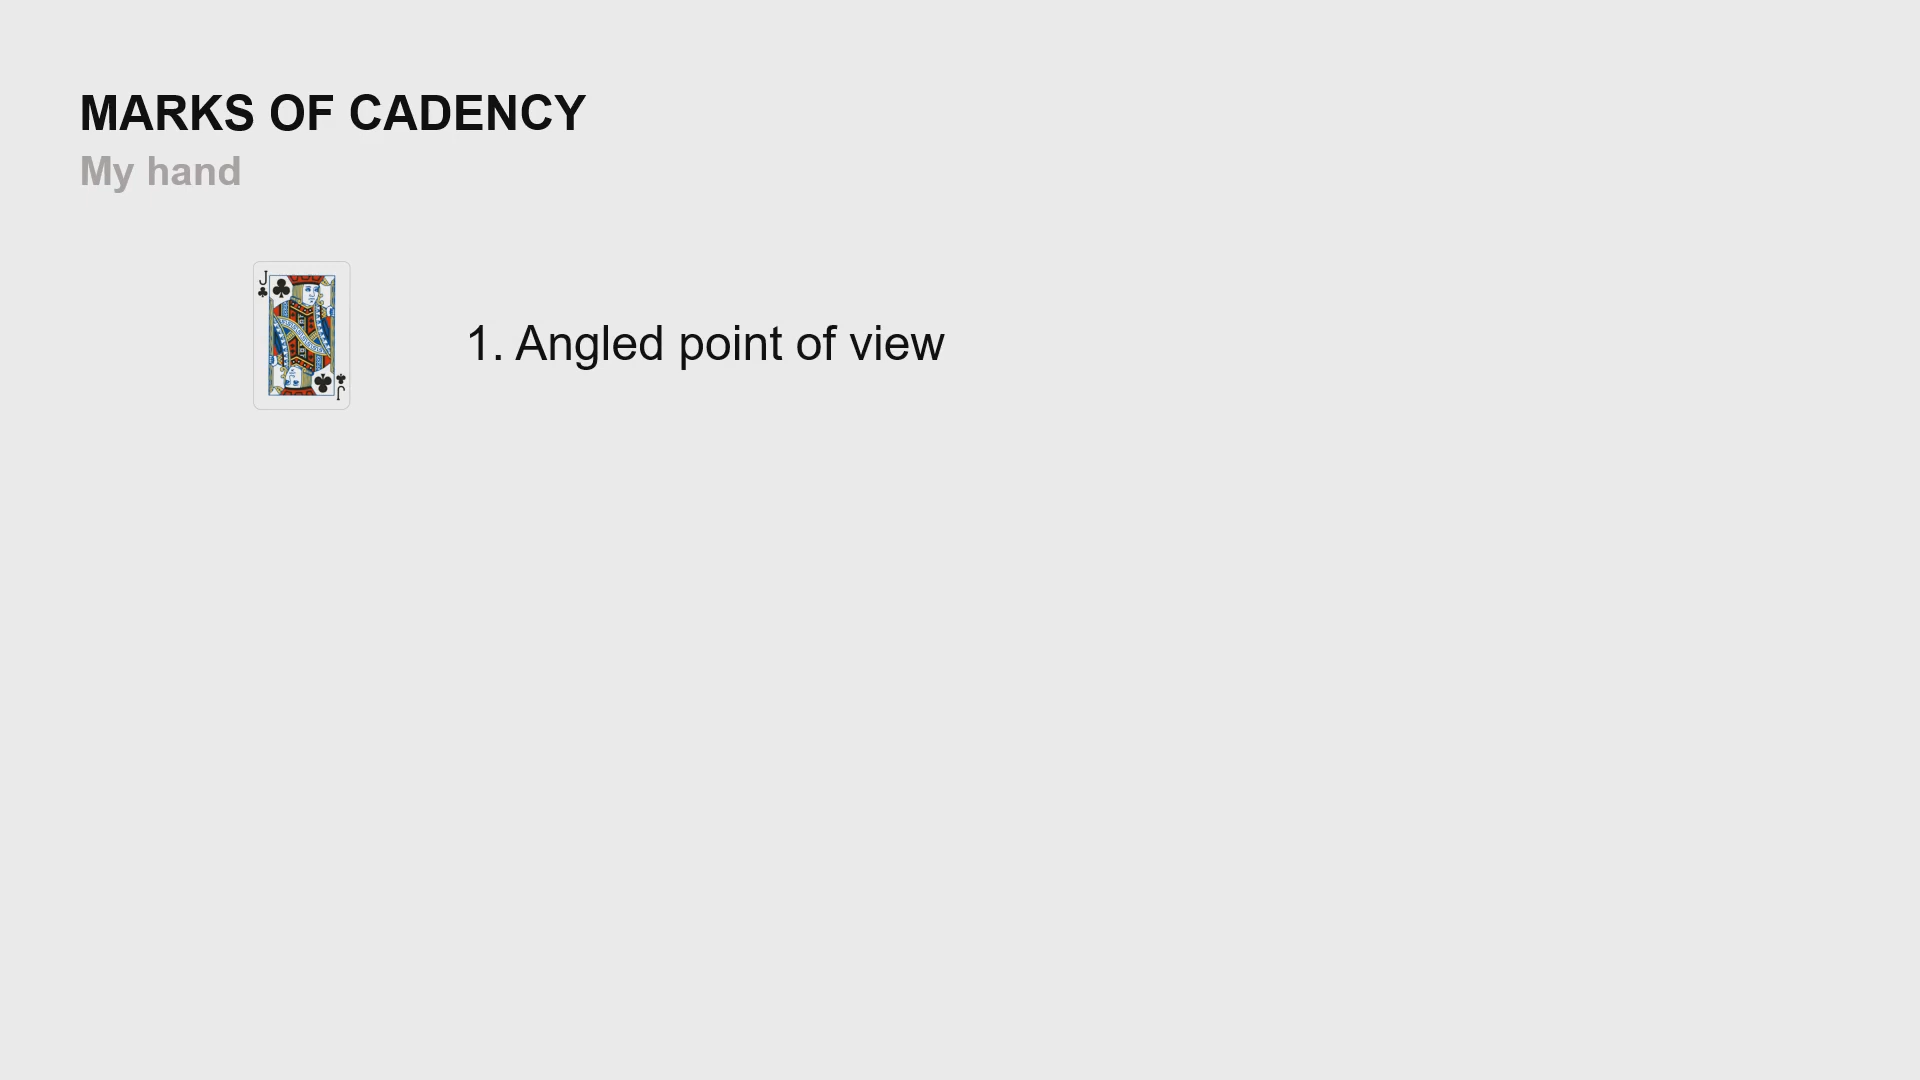 MARKS OF CADENCY
My hand
J
1. Angled point of view
J